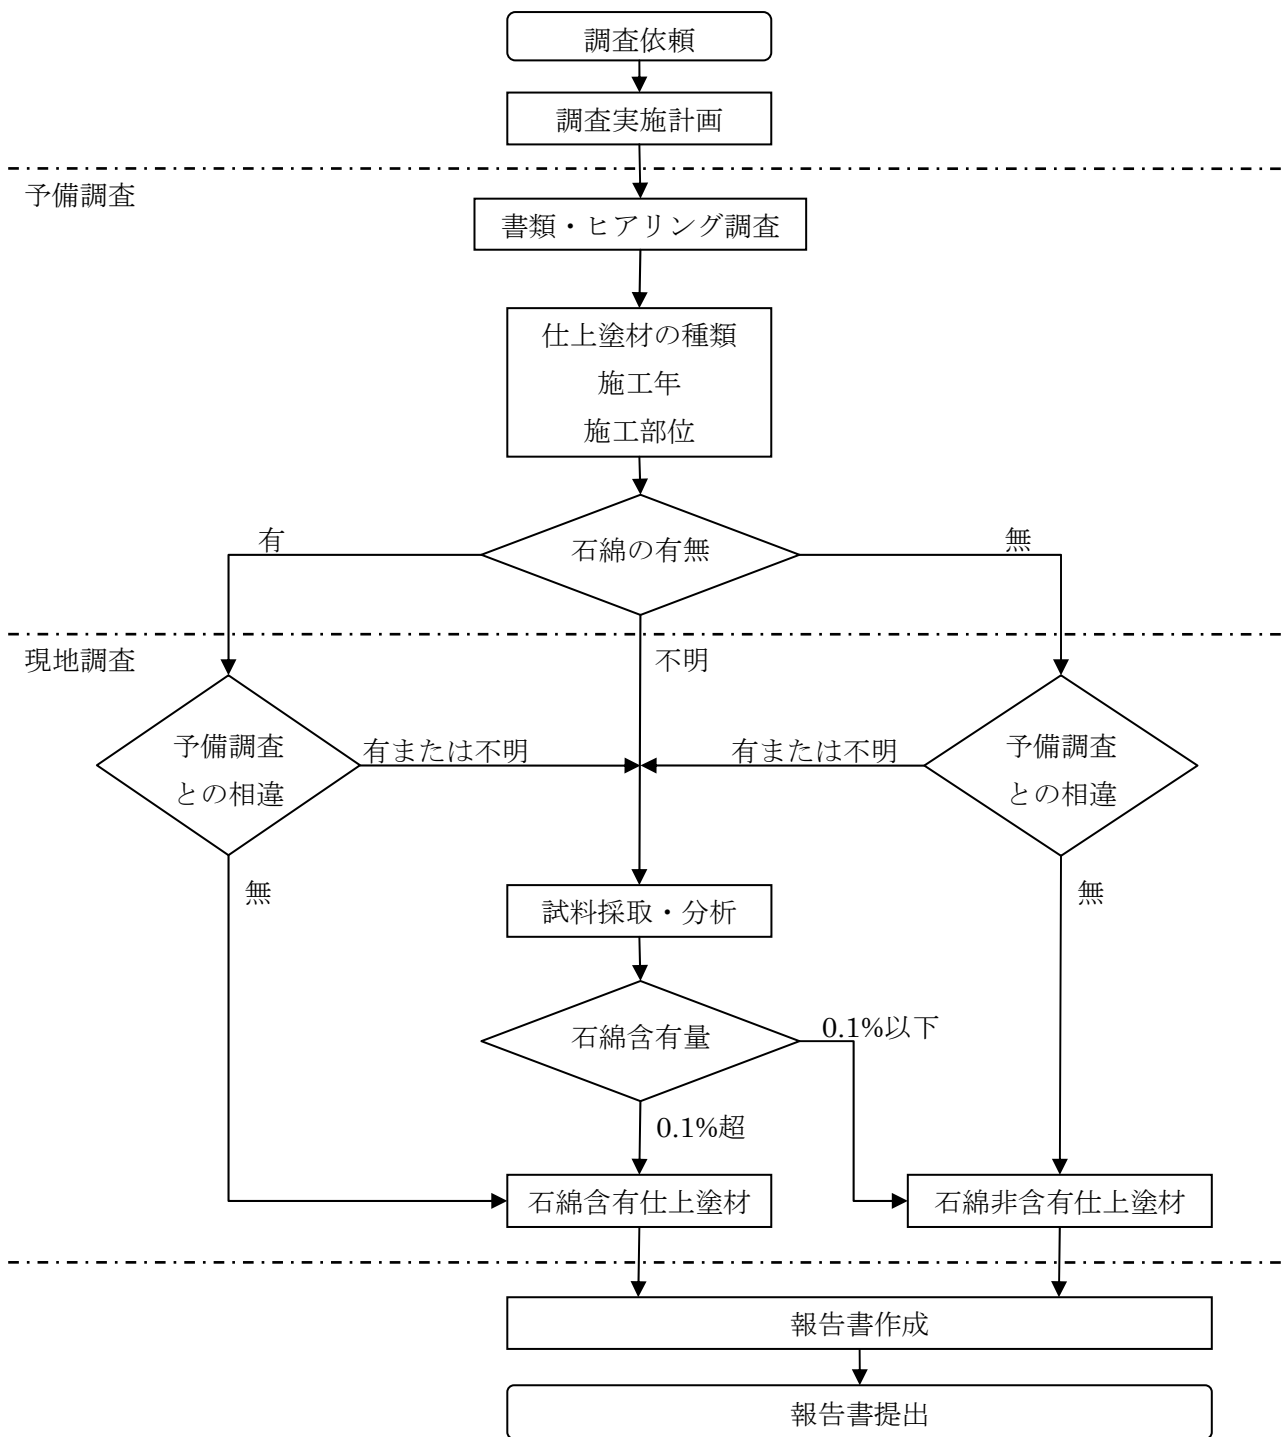 調査依頼
調査実施計画
予備調査
書類・ヒアリング調査
仕上塗材の種類
施工年
施工部位
有
石綿の有無
無
現地調査
不明
予備調査
との相違
有または不明
有または不明
予備調査
との相違
無
試料採取・分析
無
石綿含有量
0.1%以下
0.1%超
石綿含有仕上塗材
石綿非含有仕上塗材
報告書作成
報告書提出